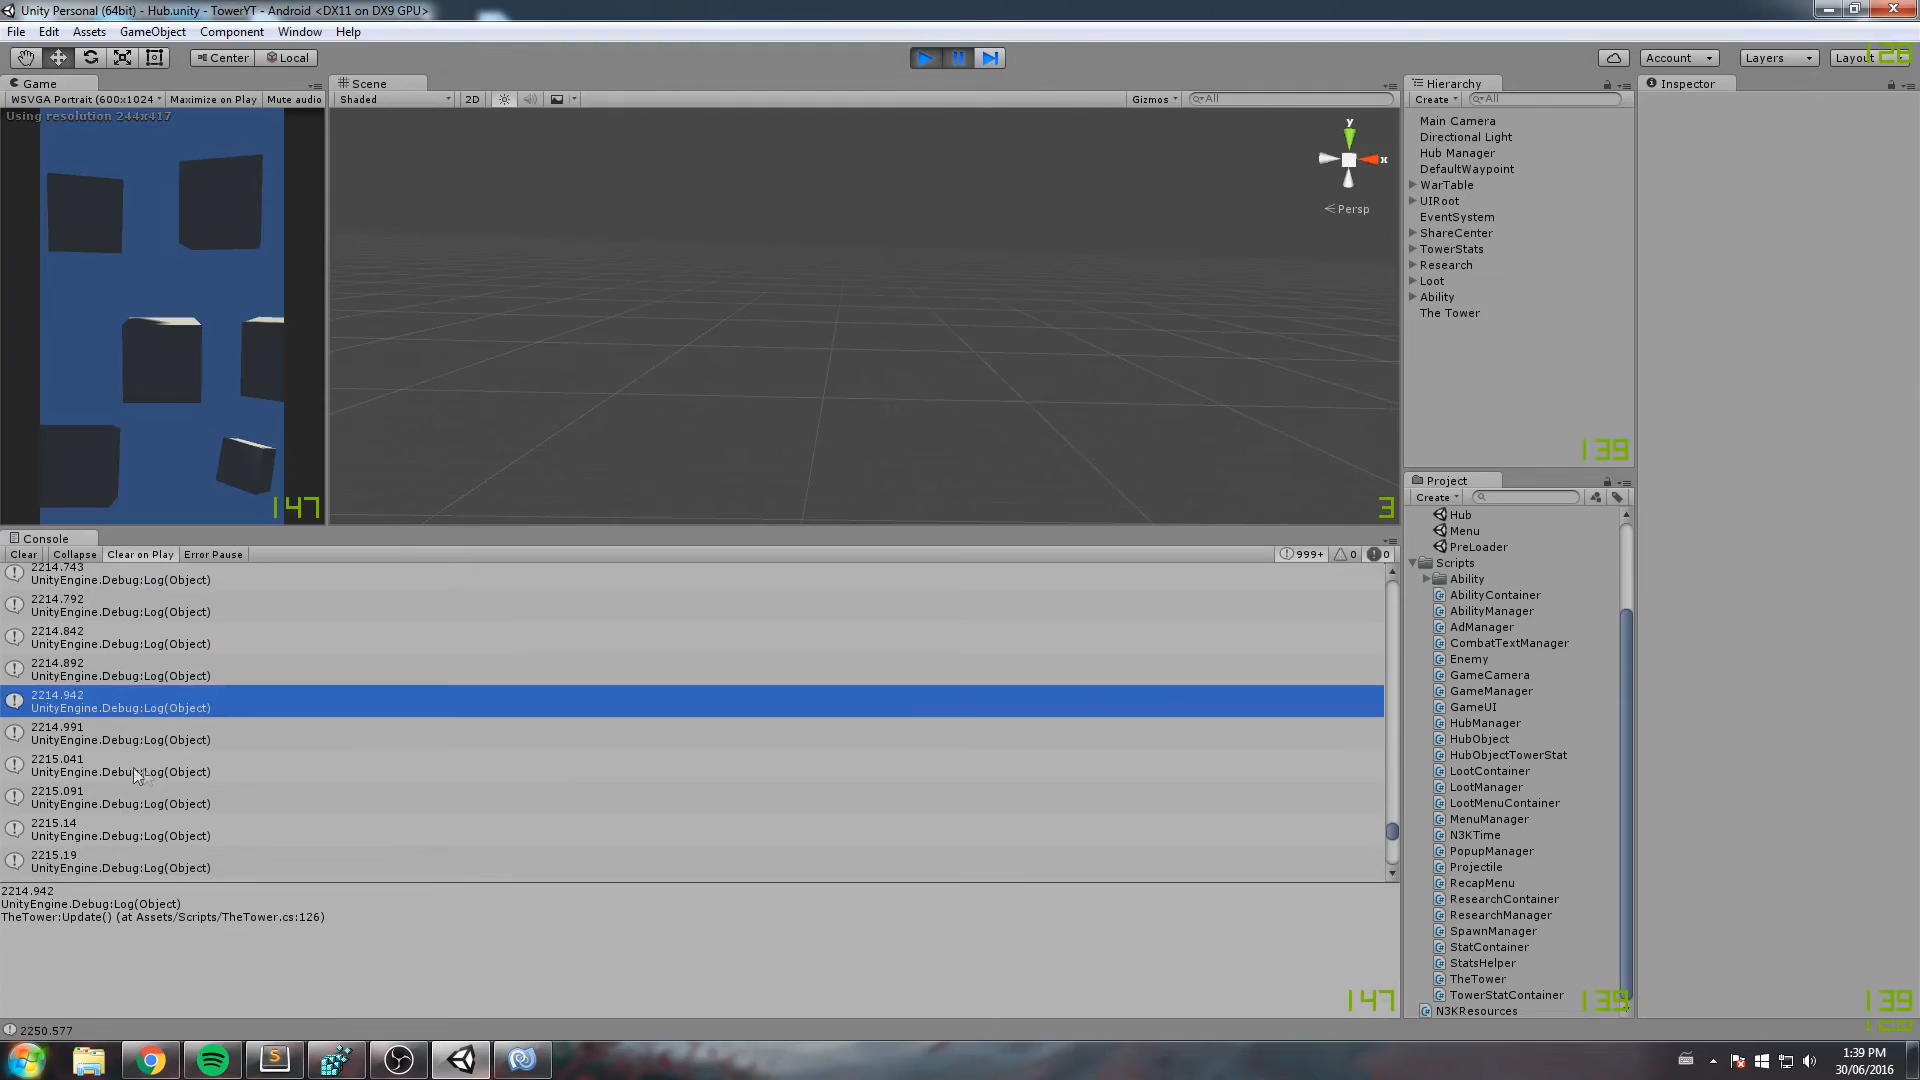 Unity Personal (64bit) - Hub.unity - TowerYT - Android <DX11 on DX9 GPU>
File Edit Assets GameObject Component Window Help
Center Local Account Layers Layout
128
Game Scene Hierarchy Inspector
WSVGA Portrait (600x1024 Maximize on Play Mute audio Shaded 2D Gizmos All Create All
Using resolution 244x417
y
x
Persp
Main Camera
Directional Light
Hub Manager
DefaultWaypoint
WarTable
UIRoot
EventSystem
ShareCenter
TowerStats
Research
Loot
Ability
The Tower
147
3
139
Project
Create
Hub
Menu
PreLoader
Scripts
Ability
AbilityContainer
AbilityManager
AdManager
CombatTextManager
Enemy
GameCamera
GameManager
GameUI
HubManager
HubObject
HubObjectTowerStat
LootContainer
LootManager
LootMenuContainer
MenuManager
N3KTime
PopupManager
Projectile
RecapMenu
ResearchContainer
ResearchManager
SpawnManager
StatContainer
StatsHelper
TheTower
TowerStatContainer
N3KResources
139
139
Console
Clear Collapse Clear on Play Error Pause 999+ 0 0
2214.743
UnityEngine.Debug:Log(Object)
2214.792
UnityEngine.Debug:Log(Object)
2214.842
UnityEngine.Debug:Log(Object)
2214.892
UnityEngine.Debug:Log(Object)
2214.942
UnityEngine.Debug:Log(Object)
2214.991
UnityEngine.Debug:Log(Object)
2215.041
UnityEngine.Debug:Log(Object)
2215.091
UnityEngine.Debug:Log(Object)
2215.14
UnityEngine.Debug:Log(Object)
2215.19
UnityEngine.Debug:Log(Object)
2214.942
UnityEngine.Debug:Log(Object)
TheTower:Update() (at Assets/Scripts/TheTower.cs:126)
147
2250.577
1:39 PM
30/06/2016